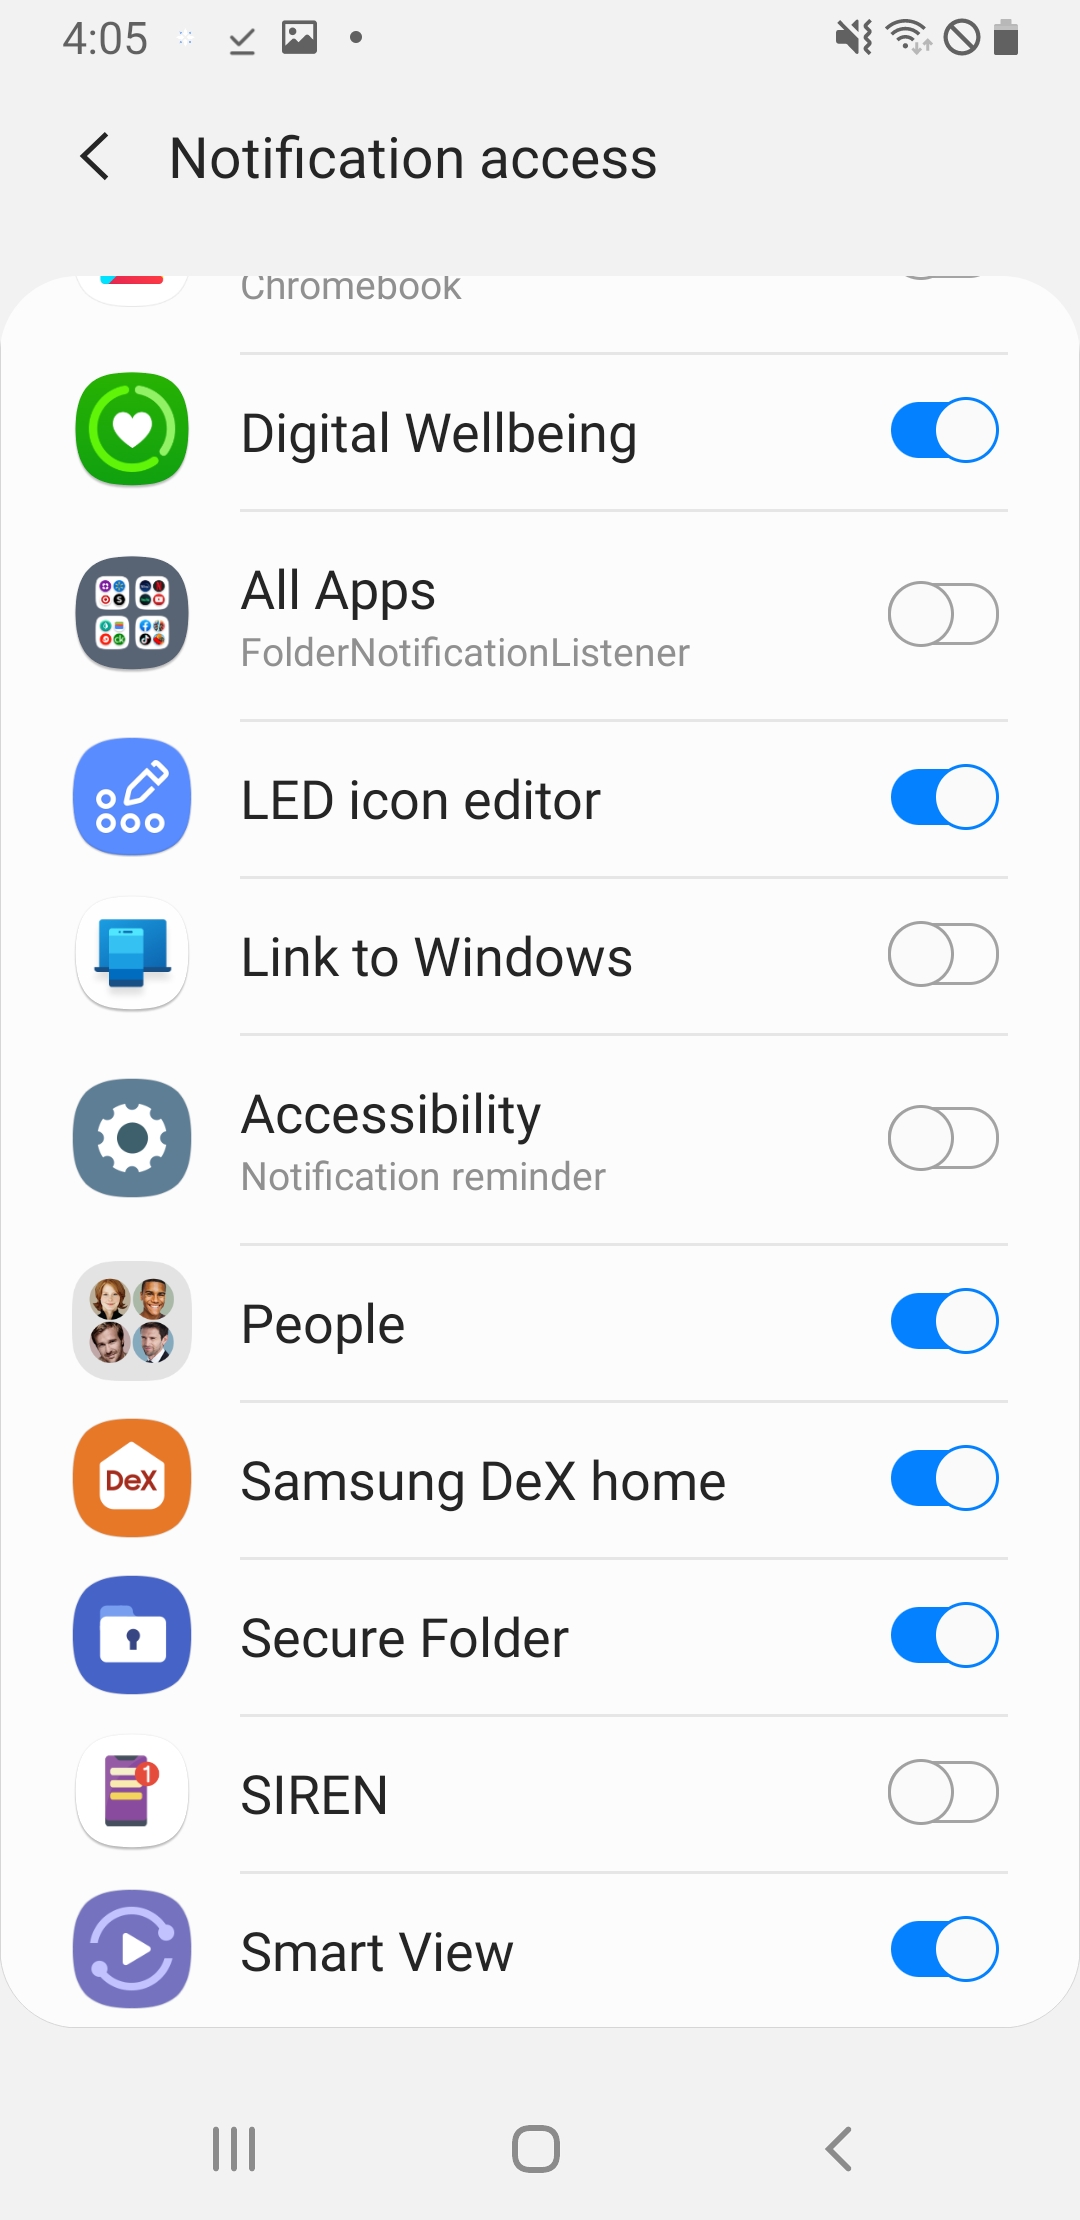 4:05
Notification access
Chromebook
Digital Wellbeing
All Apps
FolderNotificationListener
LED icon editor
Link to Windows
Accessibility
Notification reminder
People
DeX
Samsung DeX home
Secure Folder
1
SIREN
Smart View